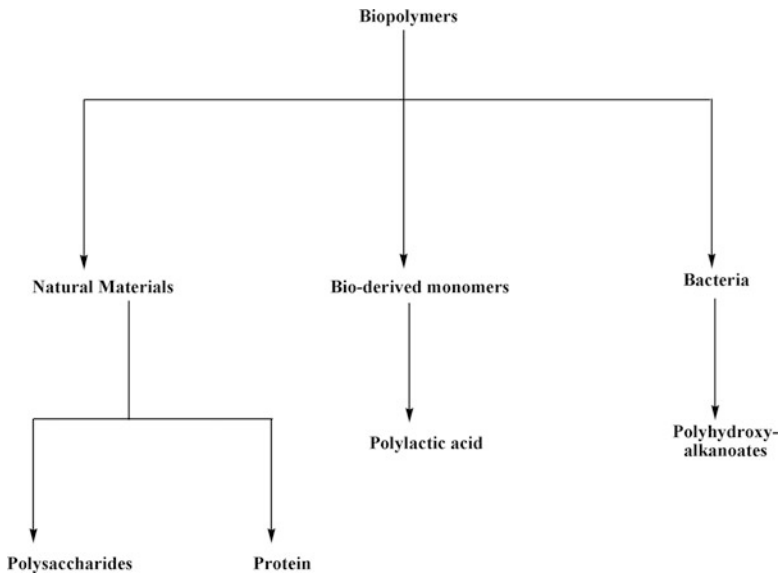 Biopolymers
Natural Materials
Bio-derived monomers
Bacteria
Polysaccharides
Protein
Polylactic acid
Polyhydroxy-
alkanoates